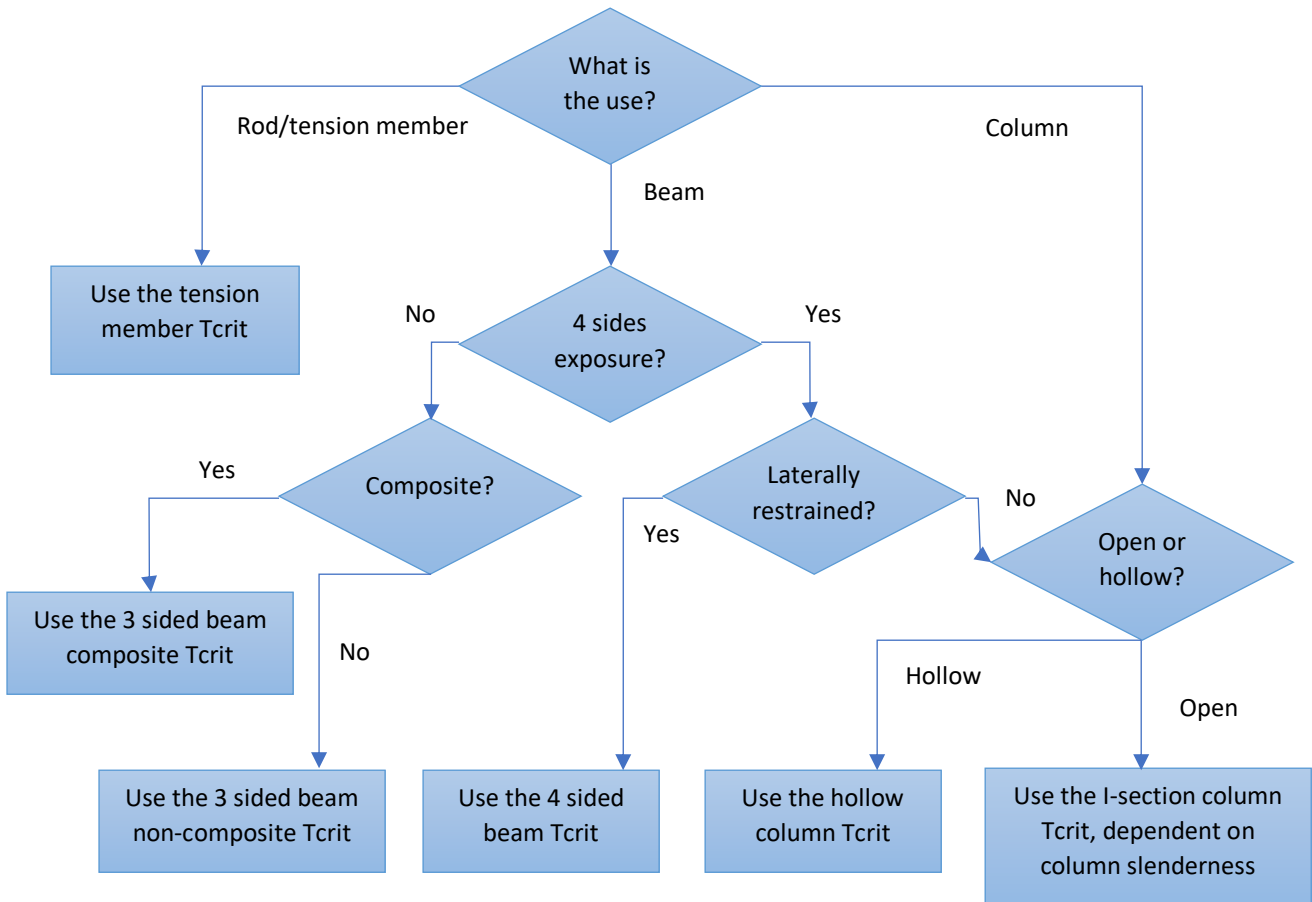 What is
the use?
Rod/tension member
Column
Beam
Use the tension
member Tcrit
No
4 sides
exposure?
Yes
Yes
Composite?
Laterally
restrained?
No
Yes
Open or
hollow?
Use the 3 sided beam
composite Tcrit
No
Hollow
Open
Use the 3 sided beam
non-composite Tcrit
Use the 4 sided
beam Tcrit
Use the hollow
column Tcrit
Use the I-section column
Tcrit, dependent on
column slenderness